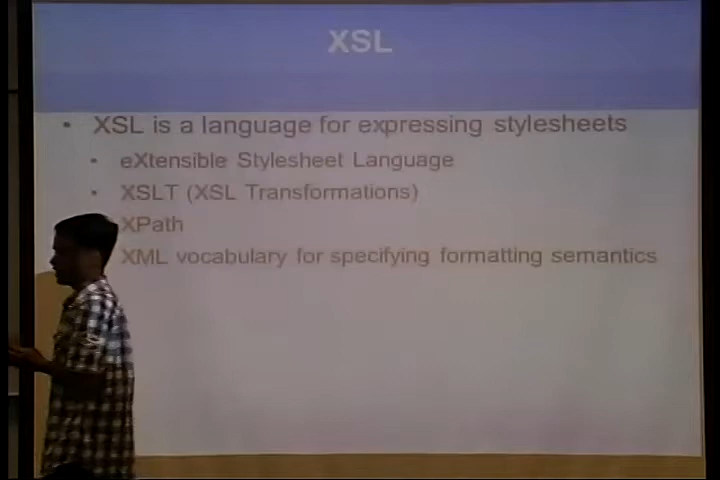 XSL
• XSL is a language for expressing stylesheets
• eXtensible Stylesheet Language
• XSLT (XSL Transformations)
XPath
XML vocabulary for specifying formatting semantics